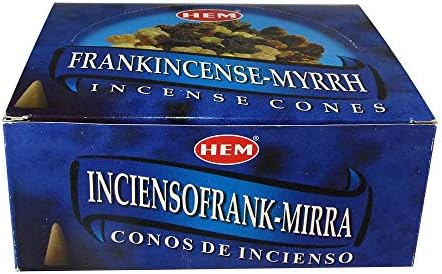 HEM
FRANKINCENSE-MYRRH
INCENSE CONES
HEM®
INCIENSOFRANK-MIRRA
CONOS DE INCIENSO